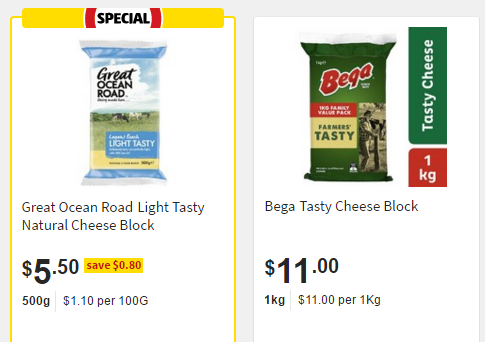 SPECIAL
Great
OCEAN
ROAD
LIGHT TASTY
500g
Great Ocean Road Light Tasty
Natural Cheese Block
$5.50 save $0.80
500g $1.10 per 100G
Bega
1KG FAMILY
VALUE PACK
FARMERS'
TASTY
Tasty Cheese
1
kg
Bega Tasty Cheese Block
$11.00
1kg $11.00 per 1Kg